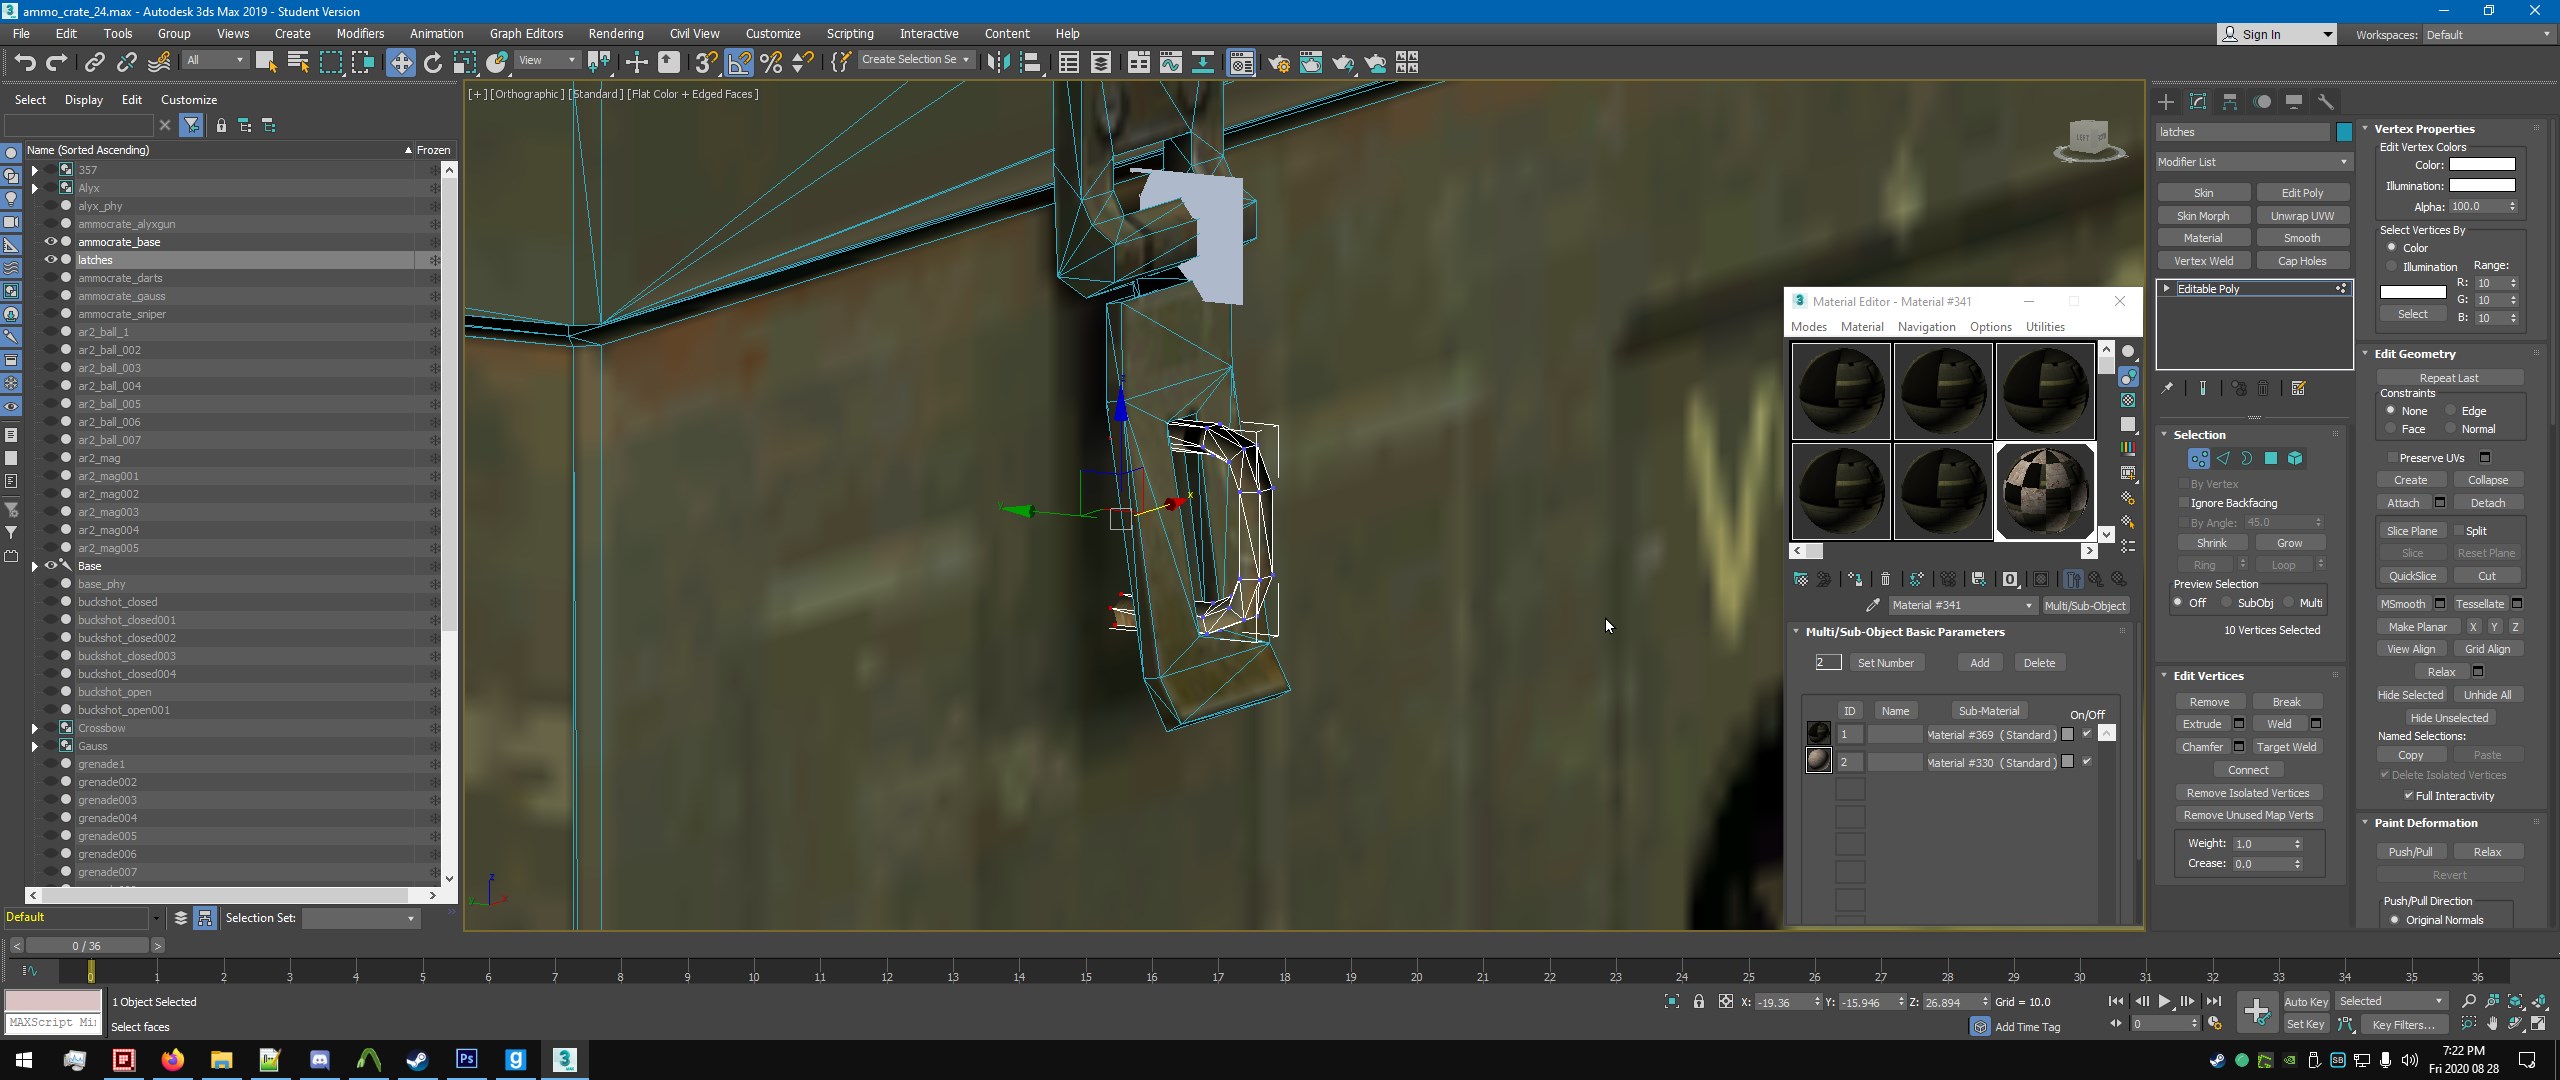 ammo_crate_24.max - Autodesk 3ds Max 2019 - Student Version
File Edit Tools Group Views Create Modifiers Animation Graph Editors Rendering Civil View Customize Scripting Interactive Content Help
Sign In
Workspaces: Default
All
View
Create Selection Se
Select Display Edit Customize
Name (Sorted Ascending) Frozen
357
Alyx
alyx_phy
ammocrate_alyxgun
ammocrate_base
latches
ammocrate_darts
ammocrate_gauss
ammocrate_sniper
ar2_ball_1
ar2_ball_002
ar2_ball_003
ar2_ball_004
ar2_ball_005
ar2_ball_006
ar2_ball_007
ar2_mag
ar2_mag001
ar2_mag002
ar2_mag003
ar2_mag004
ar2_mag005
Base
base_phy
buckshot_closed
buckshot_closed001
buckshot_closed002
buckshot_closed003
buckshot_closed004
buckshot_open
buckshot_open001
Crossbow
Gauss
grenade1
grenade002
grenade003
grenade004
grenade005
grenade006
grenade007
Default
Selection Set:
[+] [Orthographic] [Standard] [Flat Color + Edged Faces]
LEFT
Material Editor - Material #341
Modes Material Navigation Options Utilities
Material #341
Multi/Sub-Object
Multi/Sub-Object Basic Parameters
2 Set Number Add Delete
ID Name Sub-Material On/Off
1 Material #369 ( Standard )
2 Material #330 ( Standard )
latches
Modifier List
Skin Edit Poly
Skin Morph Unwrap UVW
Material Smooth
Vertex Weld Cap Holes
Editable Poly
Selection
By Vertex
Ignore Backfacing
By Angle: 45.0
Shrink Grow
Ring Loop
Preview Selection
Off SubObj Multi
10 Vertices Selected
Edit Vertices
Remove Break
Extrude Weld
Chamfer Target Weld
Connect
Remove Isolated Vertices
Remove Unused Map Verts
Weight: 1.0
Crease: 0.0
Vertex Properties
Edit Vertex Colors
Color:
Illumination:
Alpha: 100.0
Select Vertices By
Color
Illumination Range:
R: 10
G: 10
B: 10
Select
Edit Geometry
Repeat Last
Constraints
None Edge
Face Normal
Preserve UVs
Create Collapse
Attach Detach
Slice Plane Split
Slice Reset Plane
QuickSlice Cut
MSmooth Tessellate
Make Planar X Y Z
View Align Grid Align
Relax
Hide Selected Unhide All
Hide Unselected
Named Selections:
Copy Paste
Delete Isolated Vertices
Full Interactivity
Paint Deformation
Push/Pull Relax
Revert
Push/Pull Direction
Original Normals
0 / 36
0 1 2 3 4 5 6 7 8 9 10 11 12 13 14 15 16 17 18 19 20 21 22 23 24 25 26 27 28 29 30 31 32 33 34 35 36
1 Object Selected
MAXScript Mi
Select faces
X: -19.36 Y: -15.946 Z: 26.894 Grid = 10.0
Add Time Tag
0
Auto Key Selected
Set Key Key Filters...
7:22 PM
Fri 2020 08 28